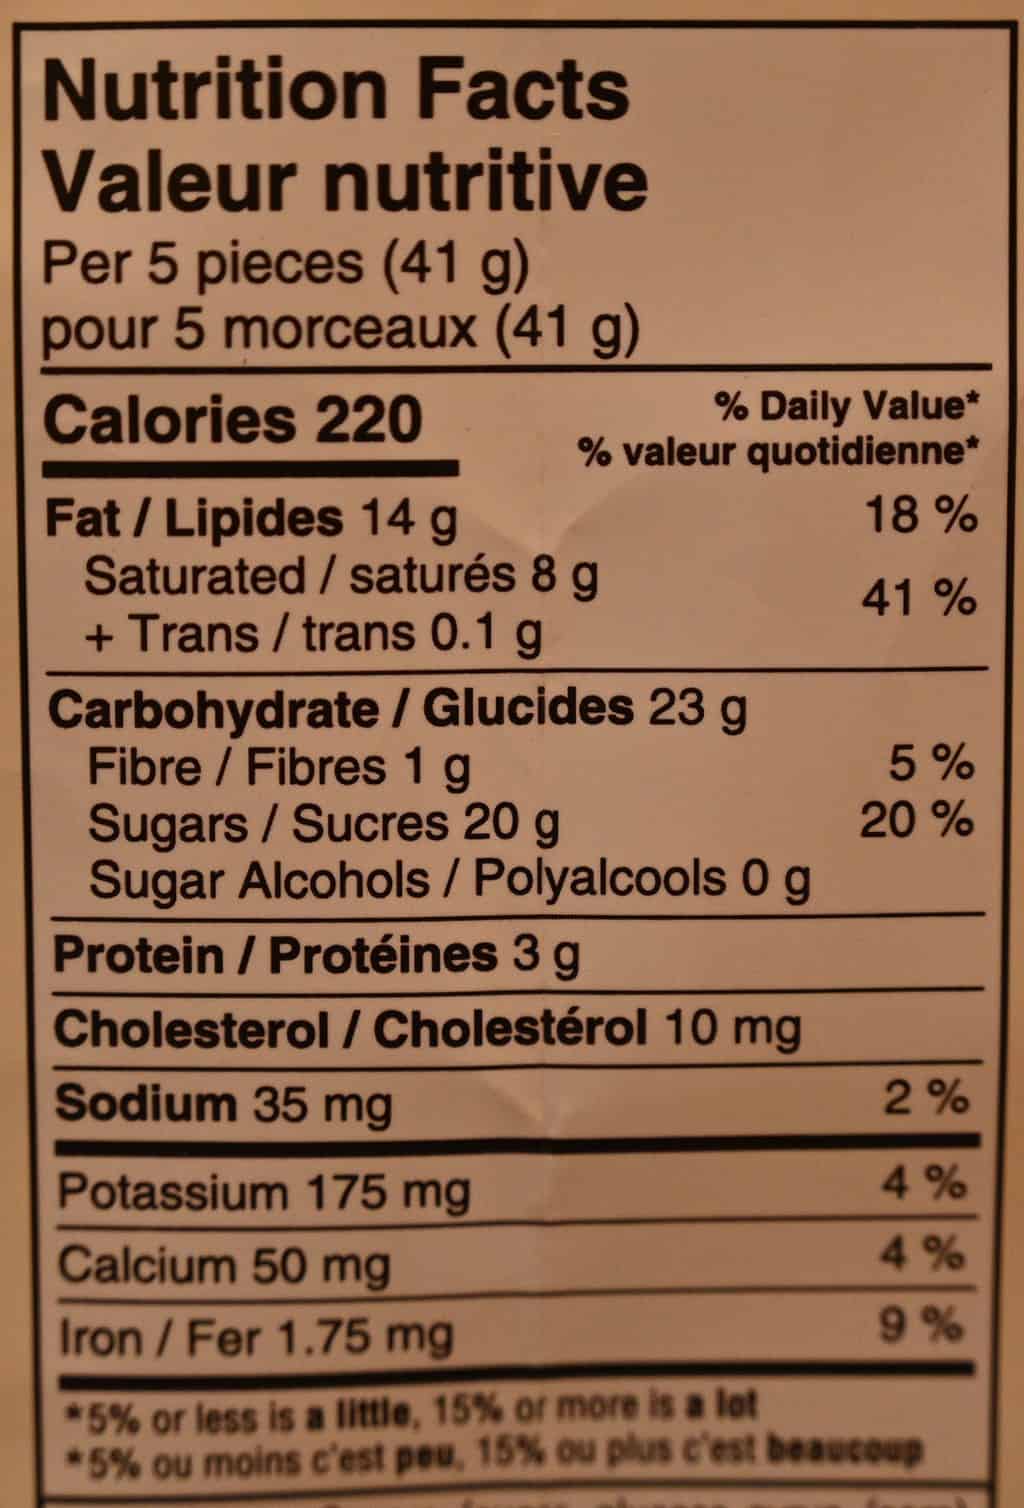 Nutrition Facts
Valeur nutritive
Per 5 pieces (41 g)
pour 5 morceaux (41 g)
Calories 220
% Daily Value*
% valeur quotidienne*
Fat / Lipides 14 g 18 %
Saturated / saturés 8 g
+ Trans / trans 0.1 g 41 %
Carbohydrate / Glucides 23 g
Fibre / Fibres 1 g 5 %
Sugars / Sucres 20 g 20 %
Sugar Alcohols / Polyalcools 0 g
Protein / Protéines 3 g
Cholesterol / Cholestérol 10 mg
Sodium 35 mg 2 %
Potassium 175 mg 4 %
Calcium 50 mg 4 %
Iron / Fer 1.75 mg 9 %
*5% or less is a little, 15% or more is a lot
*5% ou moins c'est peu, 15% ou plus c'est beaucoup